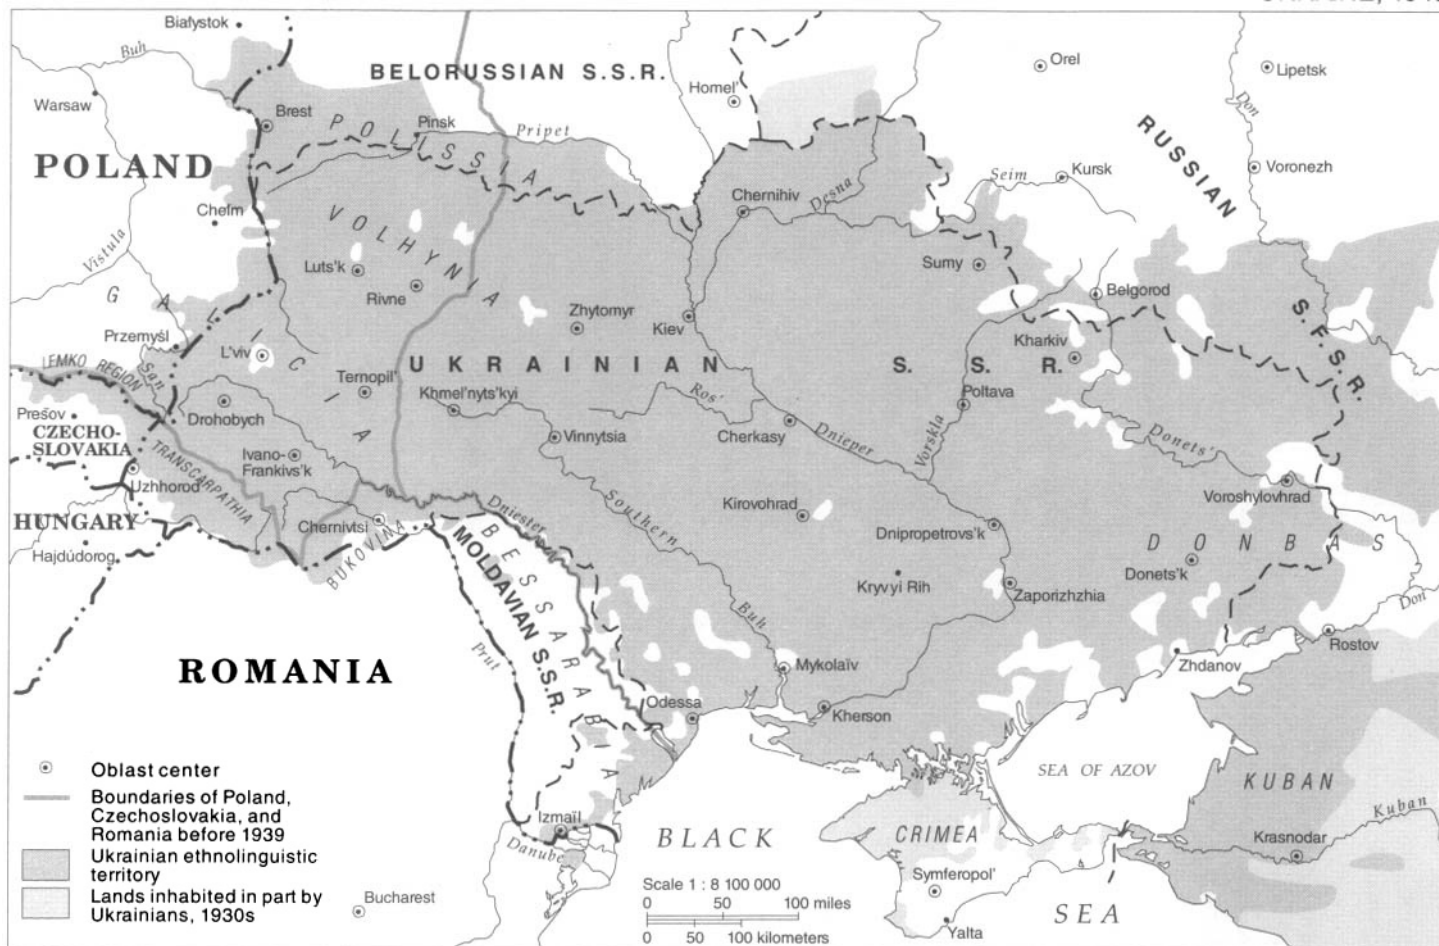 Białystok
Buh
BELORUSSIAN S.S.R.
Homel'
Orel
Lipetsk
Don
Warsaw
Brest
POLISSIA
Pinsk
Pripet
RUSSIAN
S.F.S.R.
POLAND
Chełm
Chernihiv
Desna
Seim
Kursk
Voronezh
VOLHYNIA
Vistula
Luts'k
Rivne
Sumy
Belgorod
GALICIA
Zhytomyr
Kiev
Kharkiv
Przemyśl
L'viv
San
LEMKO REGION
UKRAINIAN S. S.R.
Ternopil'
Khmel'nyts'kyi
Ros'
Poltava
Prešov
Drohobych
CZECHO-
SLOVAKIA
Vinnytsia
Cherkasy
Dnieper
Vorskla
Donets'
TRANSCARPATHIA
Ivano-
Frankivs'k
Uzhhorod
Voroshylovhrad
HUNGARY
Hajdúdorog
Chernivtsi
BUKOVINA
Dniester
Southern
Buh
Kirovohrad
Dnipropetrovs'k
DONBAS
Donets'k
BESSARABIA
MOLDAVIAN S.S.R.
Kryvyi Rih
Zaporizhzhia
Don
Rostov
ROMANIA
Prut
Mykolaïv
Zhdanov
Odessa
Kherson
SEA OF AZOV
KUBAN
Kuban
Izmaïl
Danube
BLACK
SEA
CRIMEA
Krasnodar
Bucharest
Symferopol'
Yalta
Oblast center
Boundaries of Poland,
Czechoslovakia, and
Romania before 1939
Ukrainian ethnolinguistic
territory
Lands inhabited in part by
Ukrainians, 1930s
Scale 1 : 8 100 000
0 50 100 miles
0 50 100 kilometers